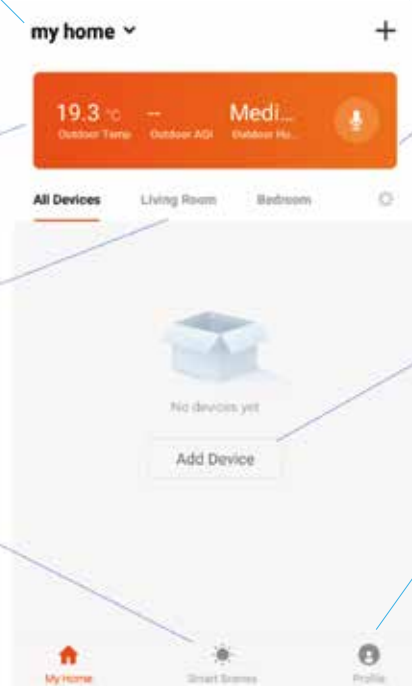 my home
19.3 °C -- Medi...
Outdoor Temp Outdoor AQI Outdoor Hu...
All Devices Living Room Bedroom
No devices yet
Add Device
My Home Smart Scenes Profile